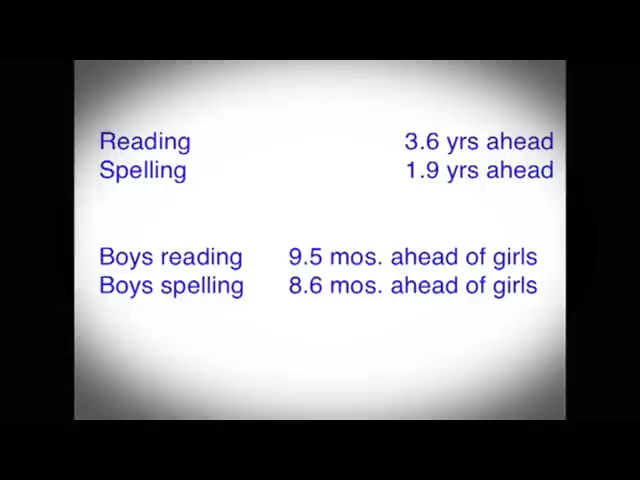 Reading 3.6 yrs ahead
Spelling 1.9 yrs ahead
Boys reading 9.5 mos. ahead of girls
Boys spelling 8.6 mos. ahead of girls